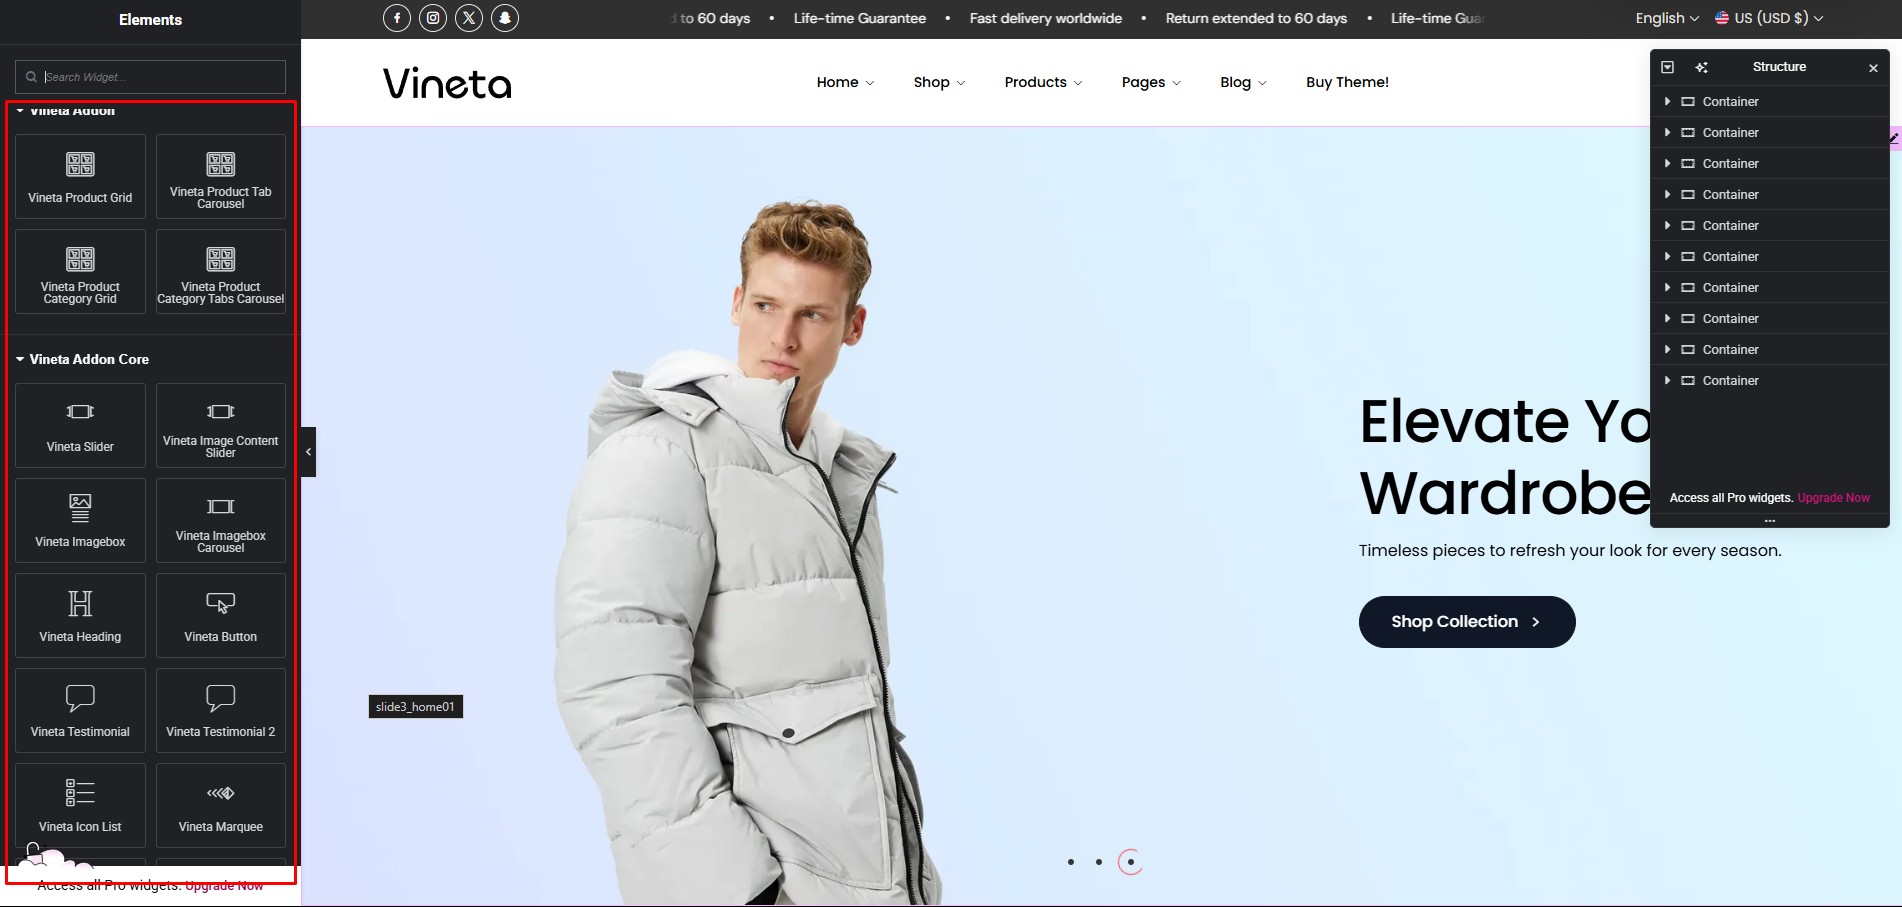 Elements
Search Widget...
Vineta Addon
Vineta Product Grid
Vineta Product Tab
Carousel
Vineta Product
Category Grid
Vineta Product
Category Tabs Carousel
Vineta Addon Core
Vineta Slider
Vineta Image Content
Slider
Vineta Imagebox
Vineta Imagebox
Carousel
Vineta Heading
Vineta Button
Vineta Testimonial
Vineta Testimonial 2
Vineta Icon List
Vineta Marquee
Access all Pro widgets. Upgrade Now
d to 60 days • Life-time Guarantee • Fast delivery worldwide • Return extended to 60 days • Life-time Guar
English
US (USD $)
Vineta
Home
Shop
Products
Pages
Blog
Buy Theme!
Elevate Yo
Wardrobe
Timeless pieces to refresh your look for every season.
Shop Collection
slide3_home01
Structure
Container
Container
Container
Container
Container
Container
Container
Container
Container
Container
Access all Pro widgets. Upgrade Now